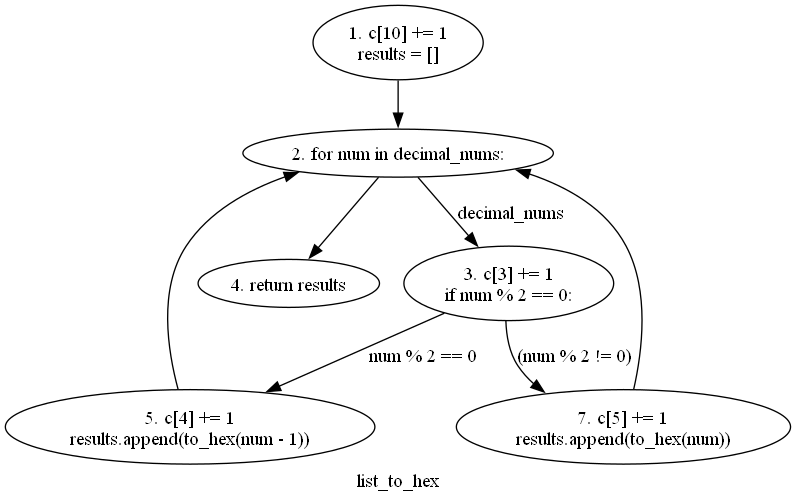 1. c[10] += 1
results = []
2. for num in decimal_nums:
decimal_nums
4. return results
3. c[3] += 1
if num % 2 == 0:
num % 2 == 0
(num % 2 != 0)
5. c[4] += 1
results.append(to_hex(num - 1))
7. c[5] += 1
results.append(to_hex(num))
list_to_hex